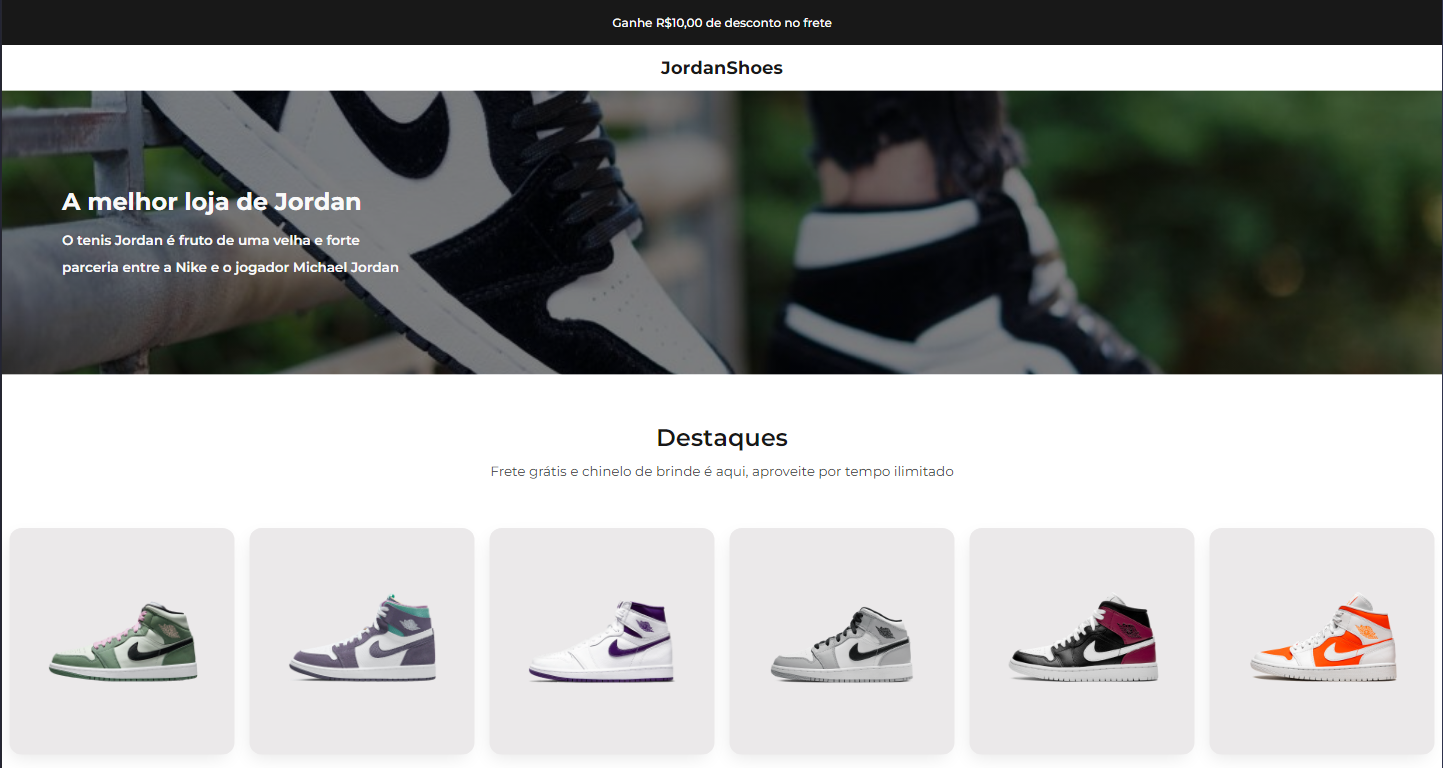 Ganhe R$10,00 de desconto no frete
JordanShoes
A melhor loja de Jordan
O tenis Jordan é fruto de uma velha e forte
parceria entre a Nike e o jogador Michael Jordan
Destaques
Frete grátis e chinelo de brinde é aqui, aproveite por tempo ilimitado